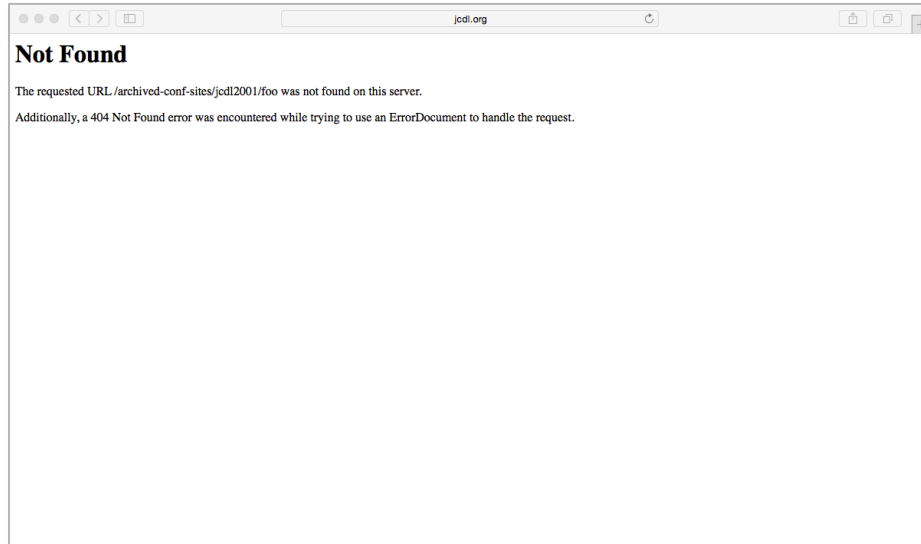 jcdl.org
Not Found
The requested URL /archived-conf-sites/jcdl2001/foo was not found on this server.
Additionally, a 404 Not Found error was encountered while trying to use an ErrorDocument to handle the request.